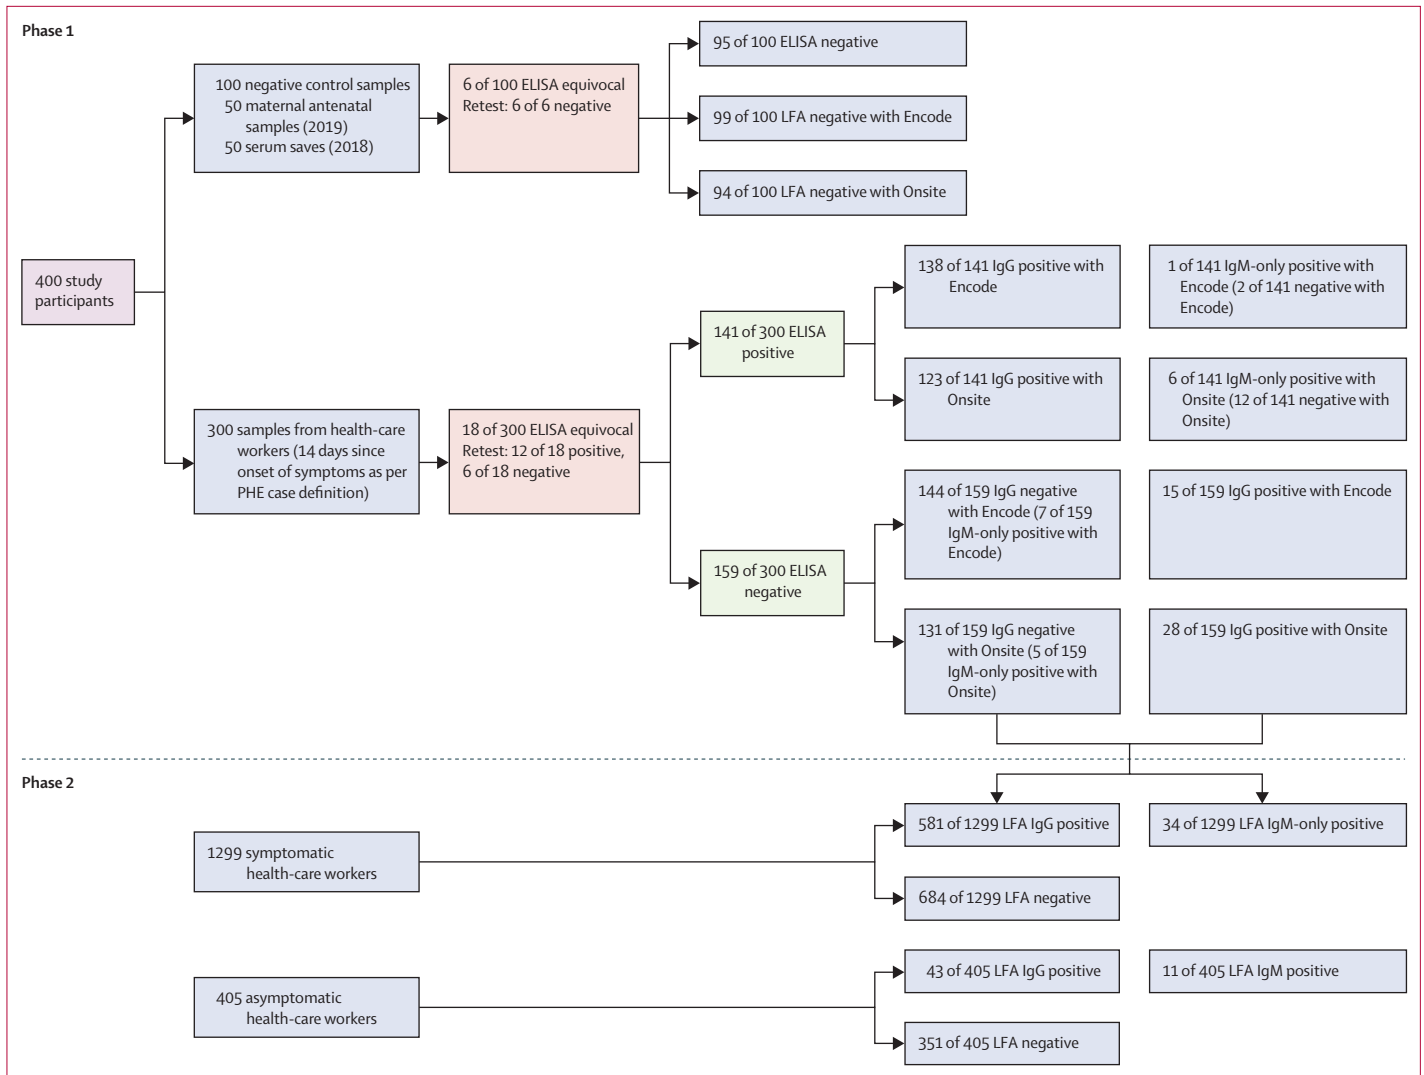 Phase 1
95 of 100 ELISA negative
100 negative control samples
50 maternal antenatal
samples (2019)
50 serum saves (2018)
6 of 100 ELISA equivocal
Retest: 6 of 6 negative
99 of 100 LFA negative with Encode
94 of 100 LFA negative with Onsite
400 study
participants
138 of 141 IgG positive with
Encode
1 of 141 IgM-only positive with
Encode (2 of 141 negative with
Encode)
141 of 300 ELISA
positive
123 of 141 IgG positive with
Onsite
6 of 141 IgM-only positive with
Onsite (12 of 141 negative with
Onsite)
300 samples from health-care
workers (14 days since
onset of symptoms as per
PHE case definition)
18 of 300 ELISA equivocal
Retest: 12 of 18 positive,
6 of 18 negative
144 of 159 IgG negative
with Encode (7 of 159
IgM-only positive with
Encode)
15 of 159 IgG positive with Encode
159 of 300 ELISA
negative
131 of 159 IgG negative
with Onsite (5 of 159
IgM-only positive with
Onsite)
28 of 159 IgG positive with Onsite
Phase 2
1299 symptomatic
health-care workers
581 of 1299 LFA IgG positive
34 of 1299 LFA IgM-only positive
684 of 1299 LFA negative
405 asymptomatic
health-care workers
43 of 405 LFA IgG positive
11 of 405 LFA IgM positive
351 of 405 LFA negative